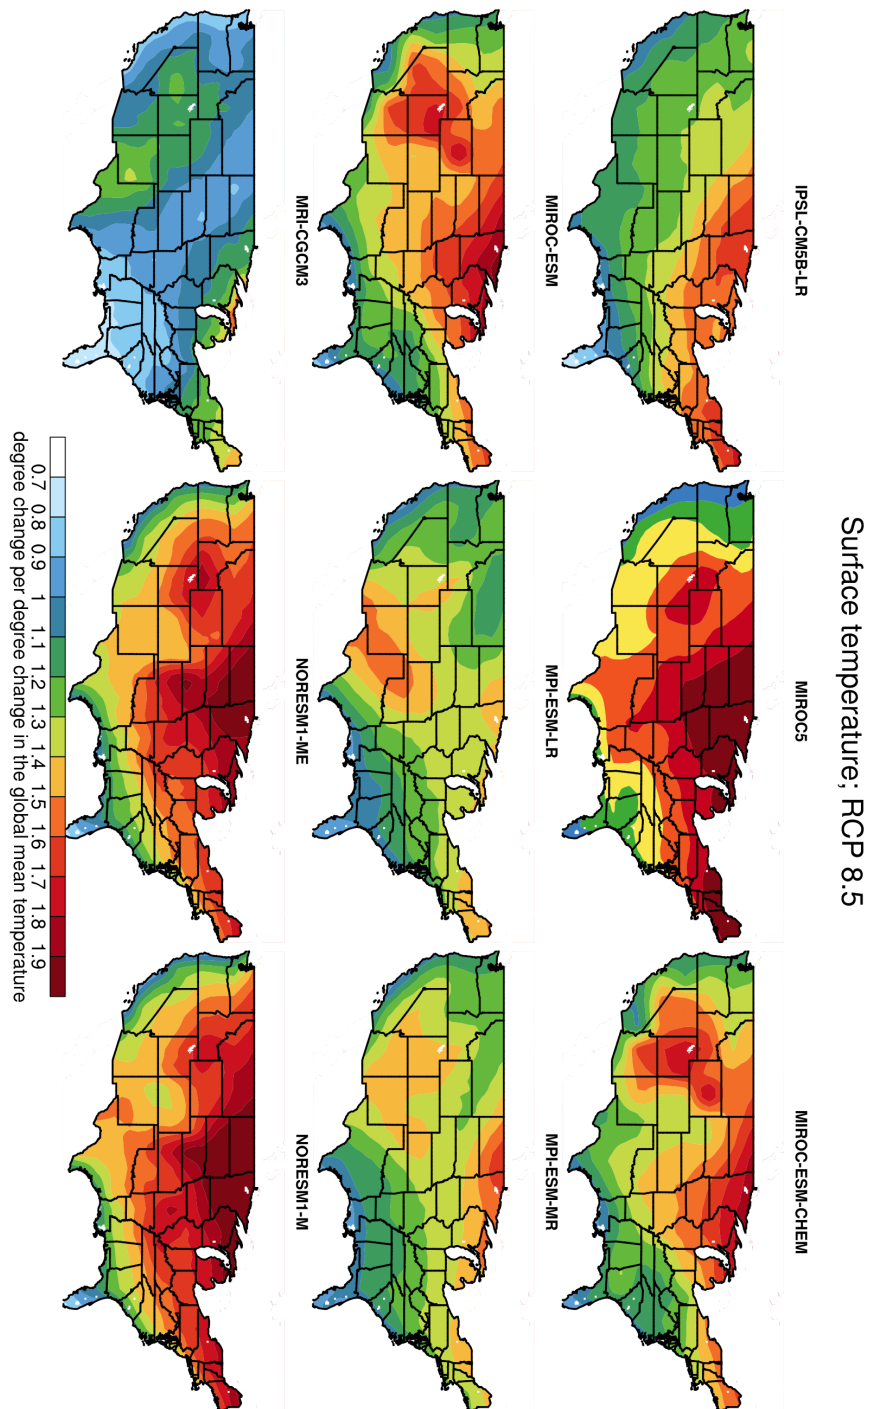 Surface temperature; RCP 8.5
IPSL-CM5B-LR
MIROC5
MIROC-ESM-CHEM
MIROC-ESM
MPI-ESM-LR
MPI-ESM-MR
MRI-CGCM3
NORESM1-ME
NORESM1-M
0.7 0.8 0.9 1 1.1 1.2 1.3 1.4 1.5 1.6 1.7 1.8 1.9
degree change per degree change in the global mean temperature